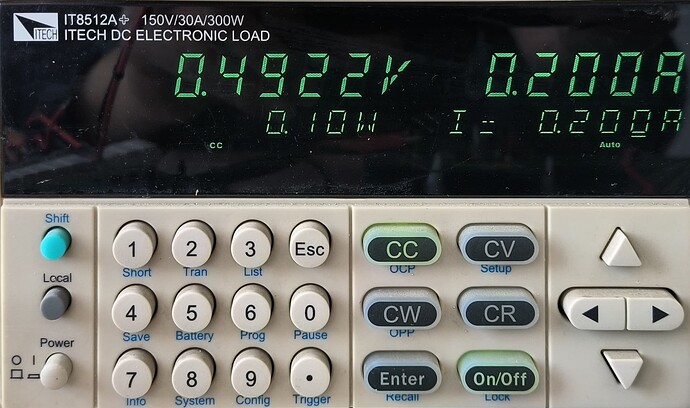 IT8512A+ 150V/30A/300W
ITECH ITECH DC ELECTRONIC LOAD
0.4922V 0.200A
0.10W I= 0.200A
CC Auto
Shift
1 2 3 Esc CC CV
Short Tran List OCP Setup
Local
4 5 6 0 CW CR
Save Battery Prog Pause OPP
Power
7 8 9 • Enter On/Off
Info System Config Trigger Recall Lock